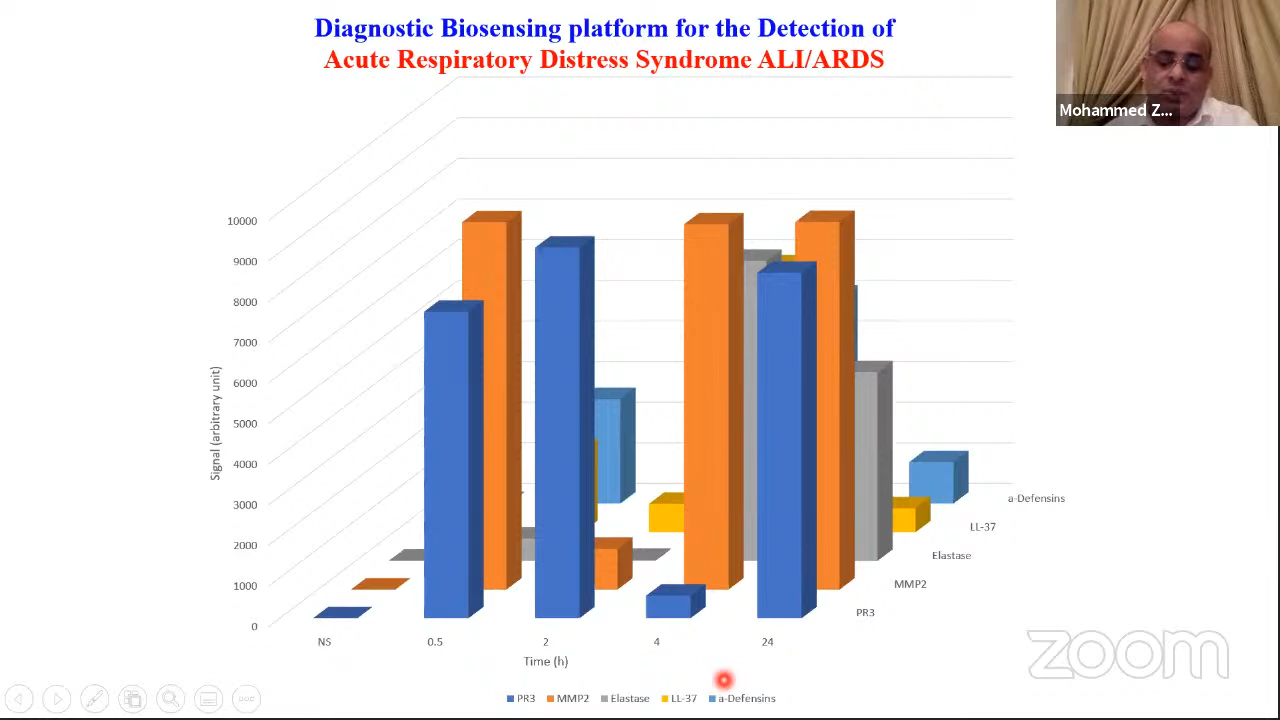 Diagnostic Biosensing platform for the Detection of
Acute Respiratory Distress Syndrome ALI/ARDS
Mohammed Z...
10000
9000
8000
7000
6000
5000
4000
3000
2000
1000
0
Signal (arbitrary unit)
NS 0.5 2 4 24
Time (h)
a-Defensins
LL-37
Elastase
MMP2
PR3
PR3 MMP2 Elastase LL-37 a-Defensins
zoom